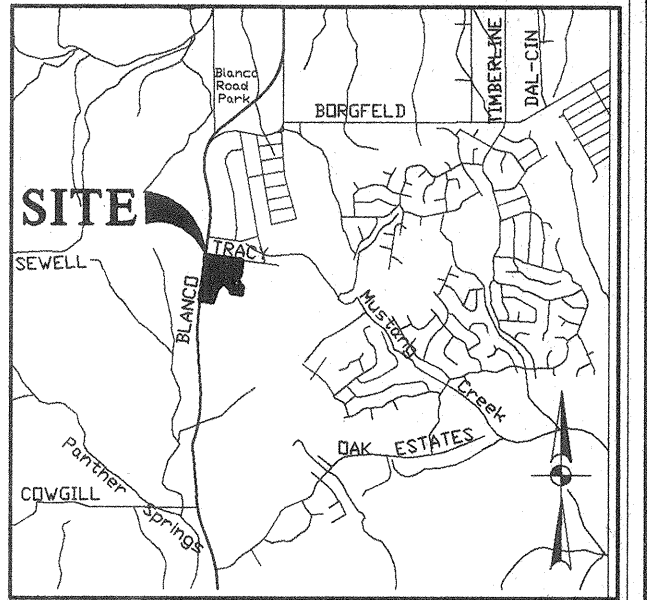 TIMBERLINE
DAL-CIN
Blanco
Road
Park
BORGFELD
SITE
TRACY
SEWELL
BLANCO
Mustang
Creek
OAK ESTATES
Panther
Springs
COWGILL